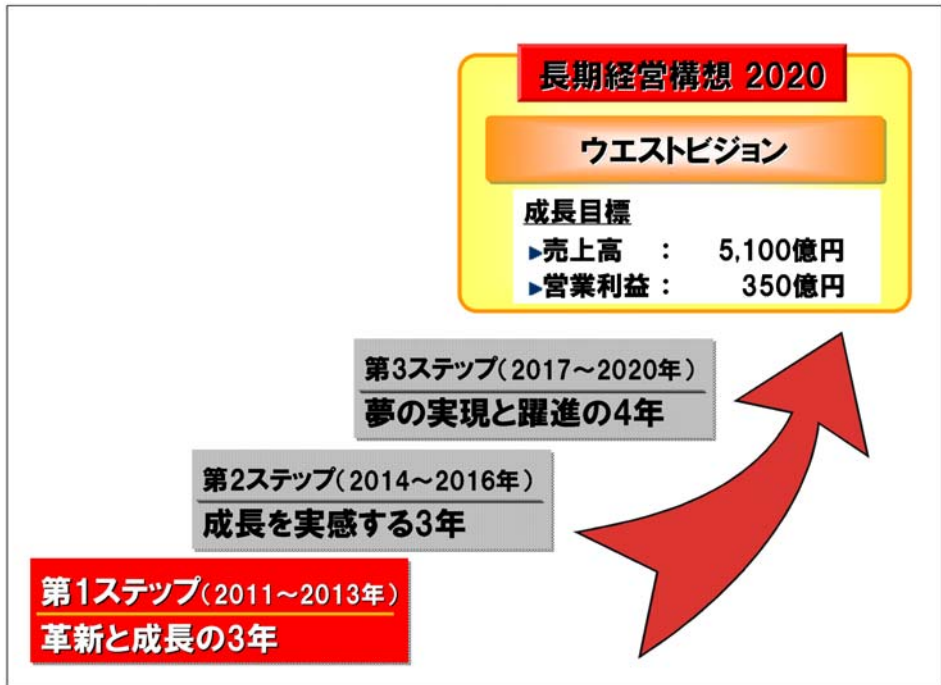 長期経営構想 2020
ウエストビジョン
成長目標
▶売上高 : 5,100億円
▶営業利益: 350億円
第3ステップ(2017～2020年)
夢の実現と躍進の4年
第2ステップ(2014～2016年)
成長を実感する3年
第1ステップ(2011～2013年)
革新と成長の3年